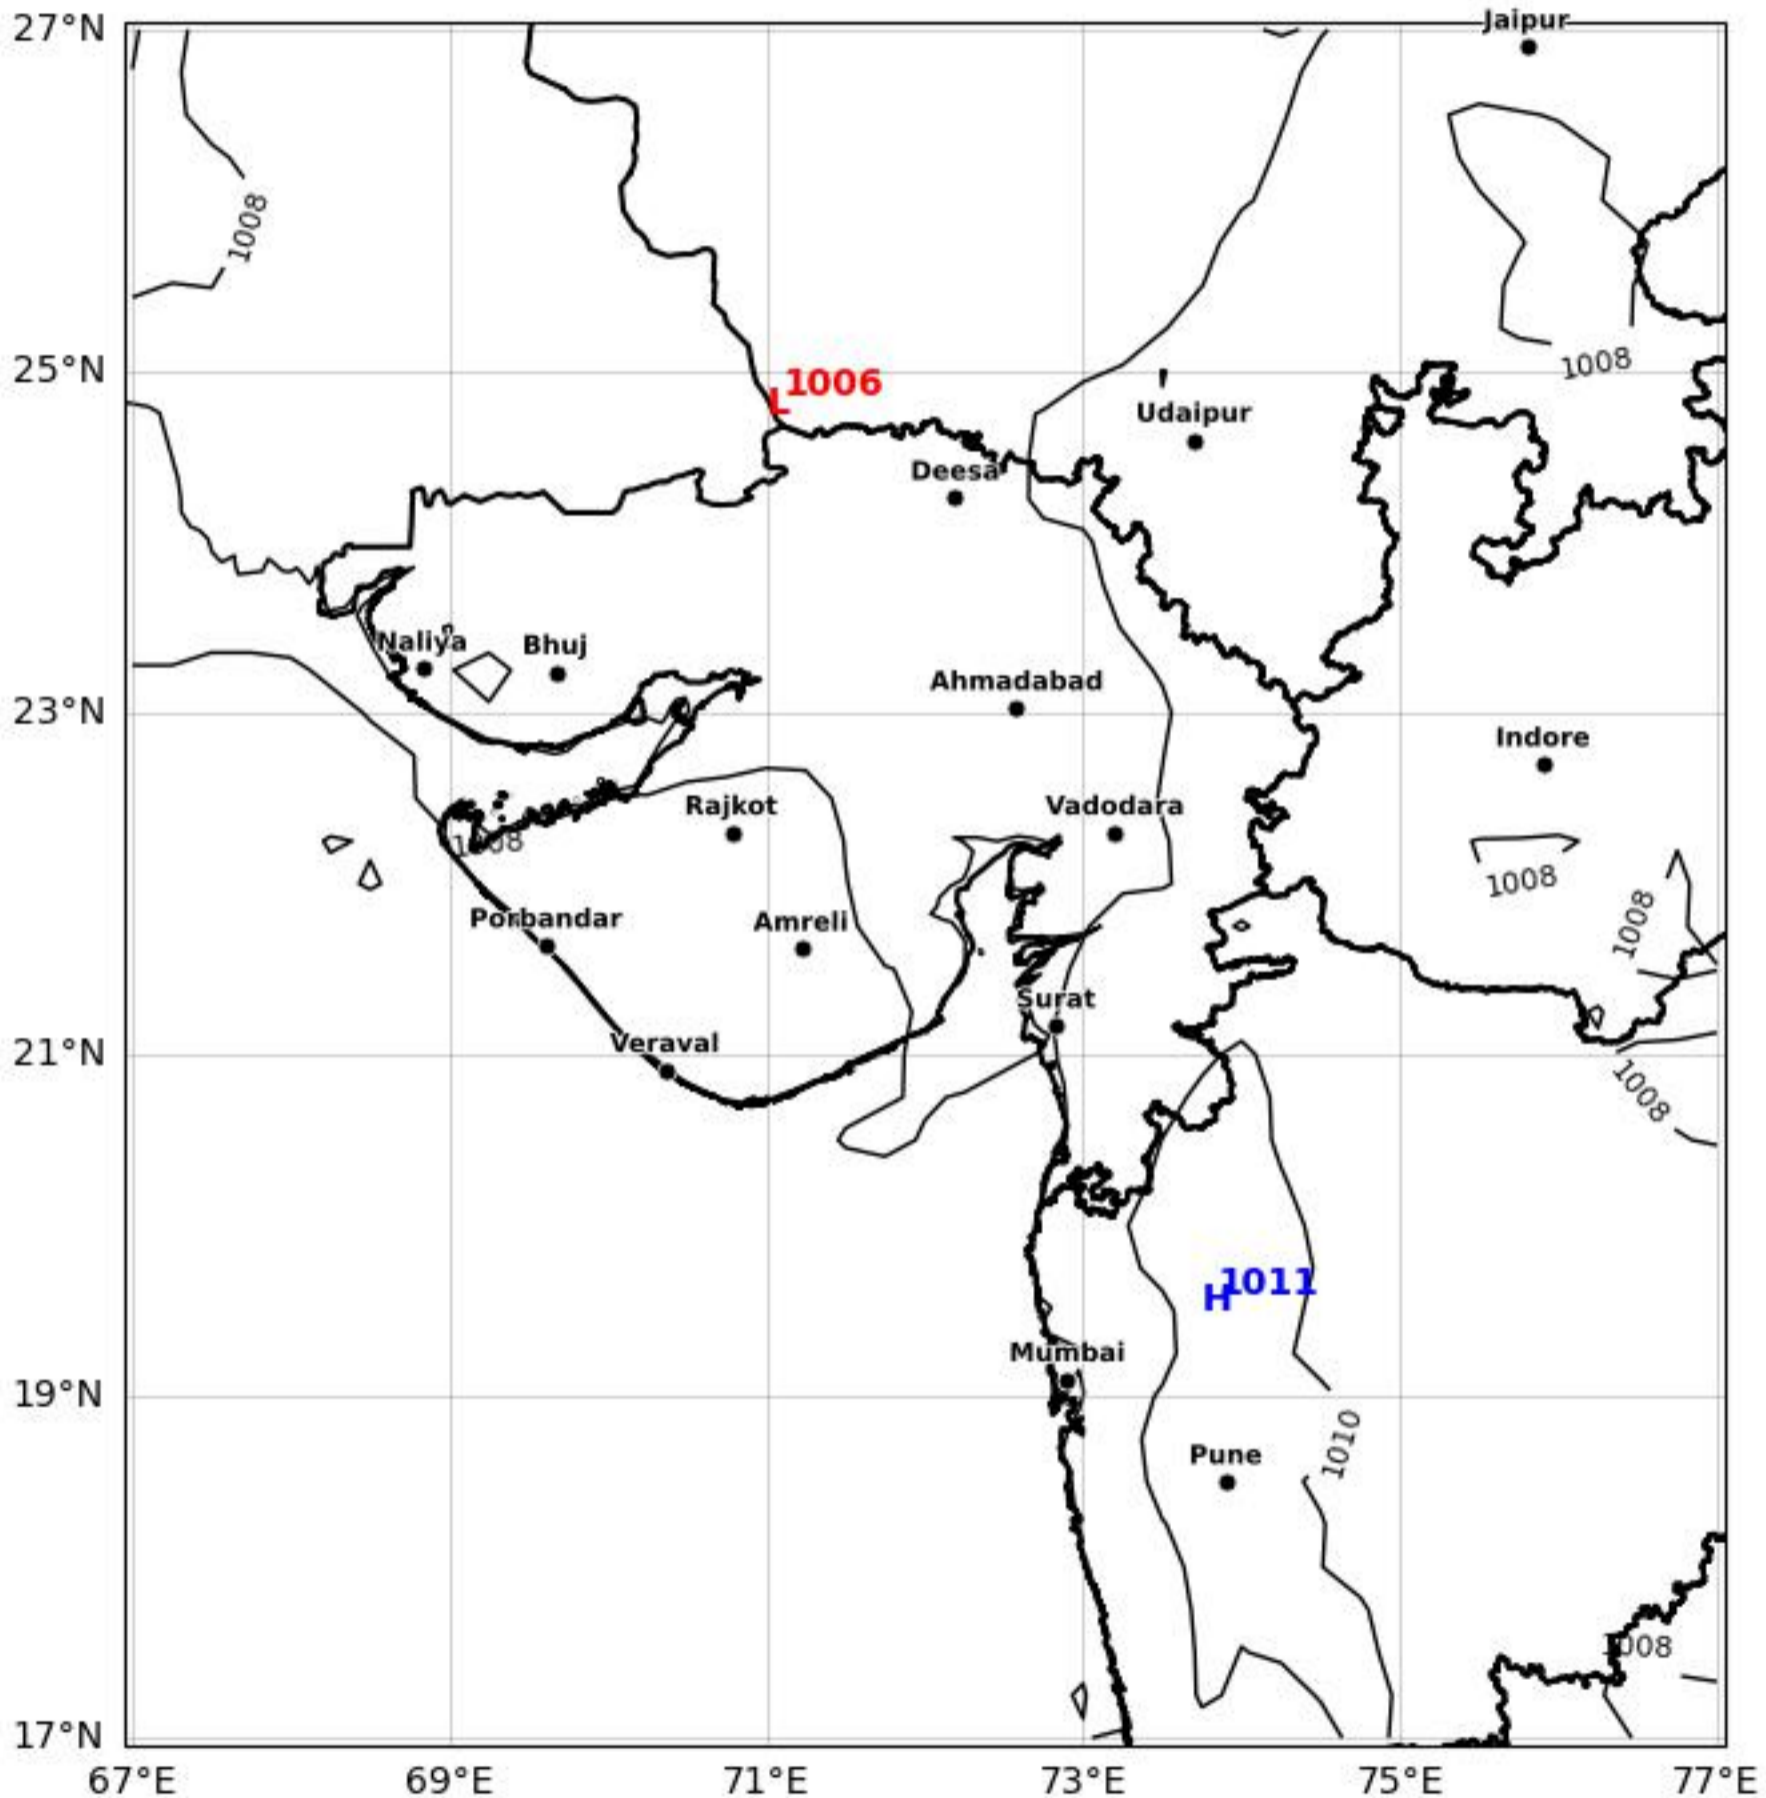 27°N
Jaipur
1008
25°N
1006
L
1008
Udaipur
Deesa
Naliya
Bhuj
Ahmadabad
23°N
Indore
Rajkot
Vadodara
1008
1008
1008
Porbandar
Amreli
Surat
Veraval
21°N
1008
1011
H
Mumbai
19°N
1010
Pune
1008
17°N
67°E
69°E
71°E
73°E
75°E
77°E